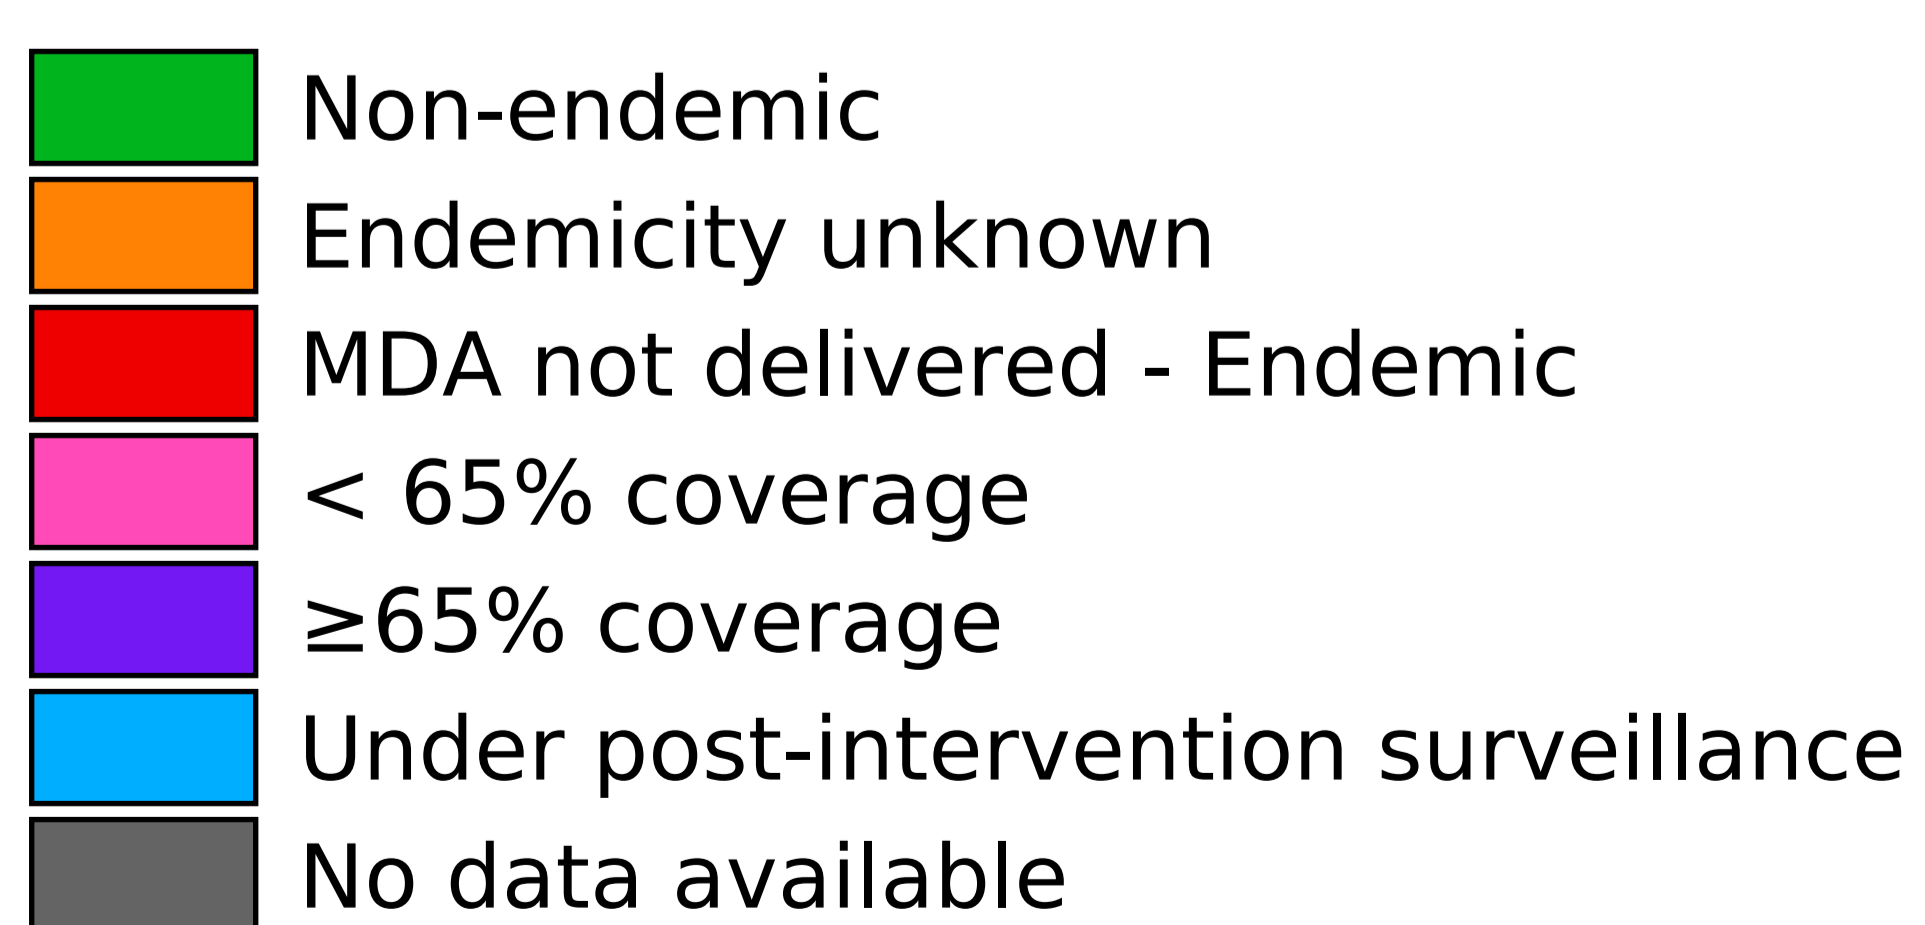 Non-endemic
Endemicity unknown
MDA not delivered - Endemic
< 65% coverage
≥65% coverage
Under post-intervention surveillance
No data available